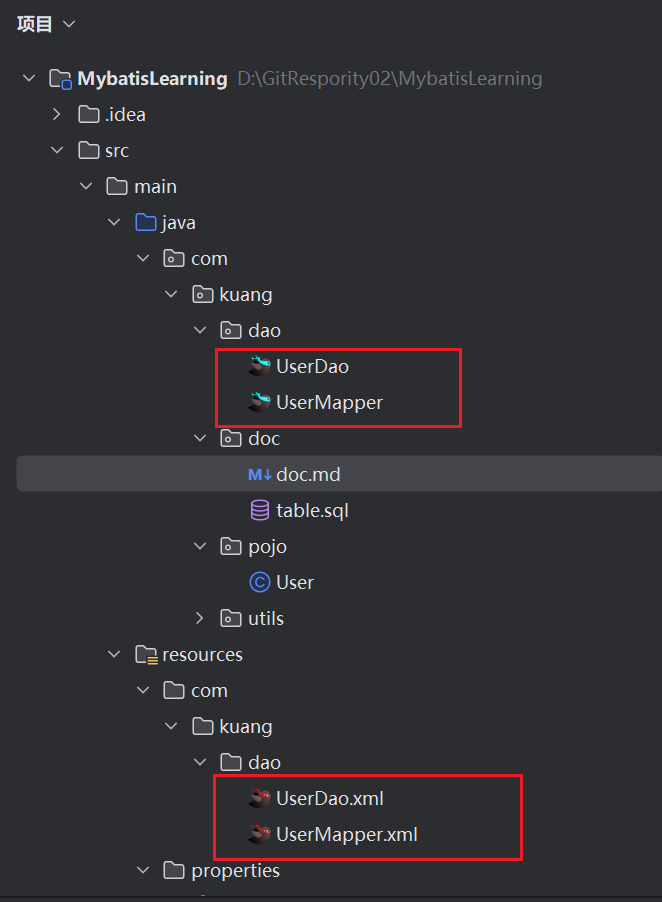 项目
MybatisLearning D:\GitRespority02\MybatisLearning
.idea
src
main
java
com
kuang
dao
UserDao
UserMapper
doc
M↓ doc.md
table.sql
pojo
C User
utils
resources
com
kuang
dao
UserDao.xml
UserMapper.xml
properties